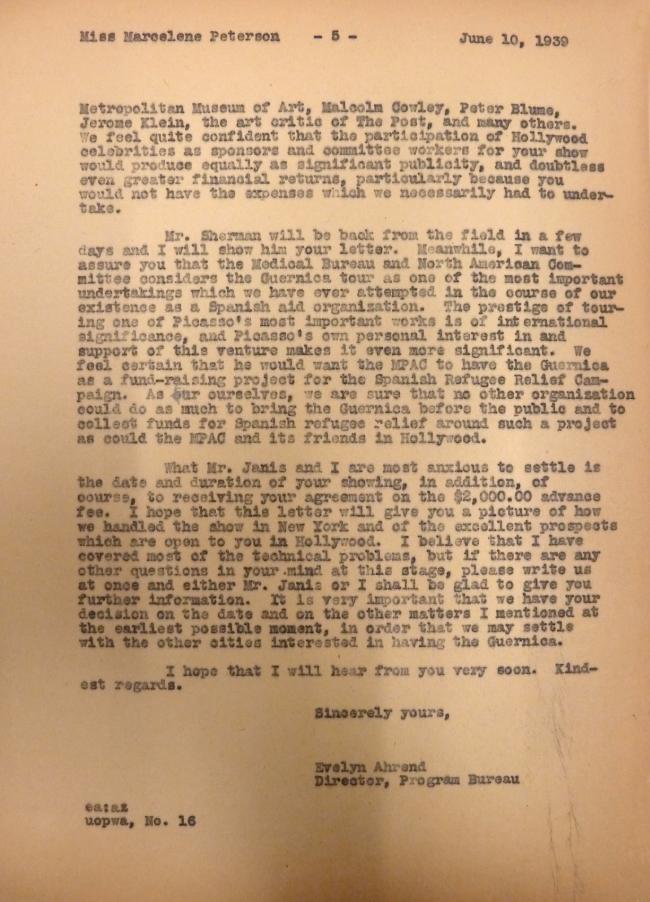 Miss Marcelene Peterson - 5 - June 10, 1939
Metropolitan Museum of Art, Malcolm Cowley, Peter Blume,
Jerome Klein, the art critic of The Post, and many others.
We feel quite confident that the participation of Hollywood
celebrities as sponsors and committee workers for your show
would produce equally as significant publicity, and doubtless
even greater financial returns, particularly because you
would not have the expenses which we necessarily had to under-
take.
Mr. Sherman will be back from the field in a few
days and I will show him your letter. Meanwhile, I want to
assure you that the Medical Bureau and North American Com-
mittee considers the Guernica tour as one of the most important
undertakings which we have ever attempted in the course of our
existence as a Spanish aid organization. The prestige of tour-
ing one of Picasso's most important works is of international
significance, and Picasso's own personal interest in and
support of this venture makes it even more significant. We
feel certain that he would want the MPAC to have the Guernica
as a fund-raising project for the Spanish Refugee Relief Cam-
paign. As our ourselves, we are sure that no other organization
could do as much to bring the Guernica before the public and to
collect funds for Spanish refugee relief around such a project
as could the MPAC and its friends in Hollywood.
What Mr. Janis and I are most anxious to settle is
the date and duration of your showing, in addition, of
course, to receiving your agreement on the $2,000.00 advance
fee. I hope that this letter will give you a picture of how
we handled the show in New York and of the excellent prospects
which are open to you in Hollywood. I believe that I have
covered most of the technical problems, but if there are any
other questions in your mind at this stage, please write us
at once and either Mr. Janis or I shall be glad to give you
further information. It is very important that we have your
decision on the date and on the other matters I mentioned at
the earliest possible moment, in order that we may settle
with the other cities interested in having the Guernica.
I hope that I will hear from you very soon. Kind-
est regards.
Sincerely yours,
Evelyn Ahrend
Director, Program Bureau
ea:az
uopwa, No. 16